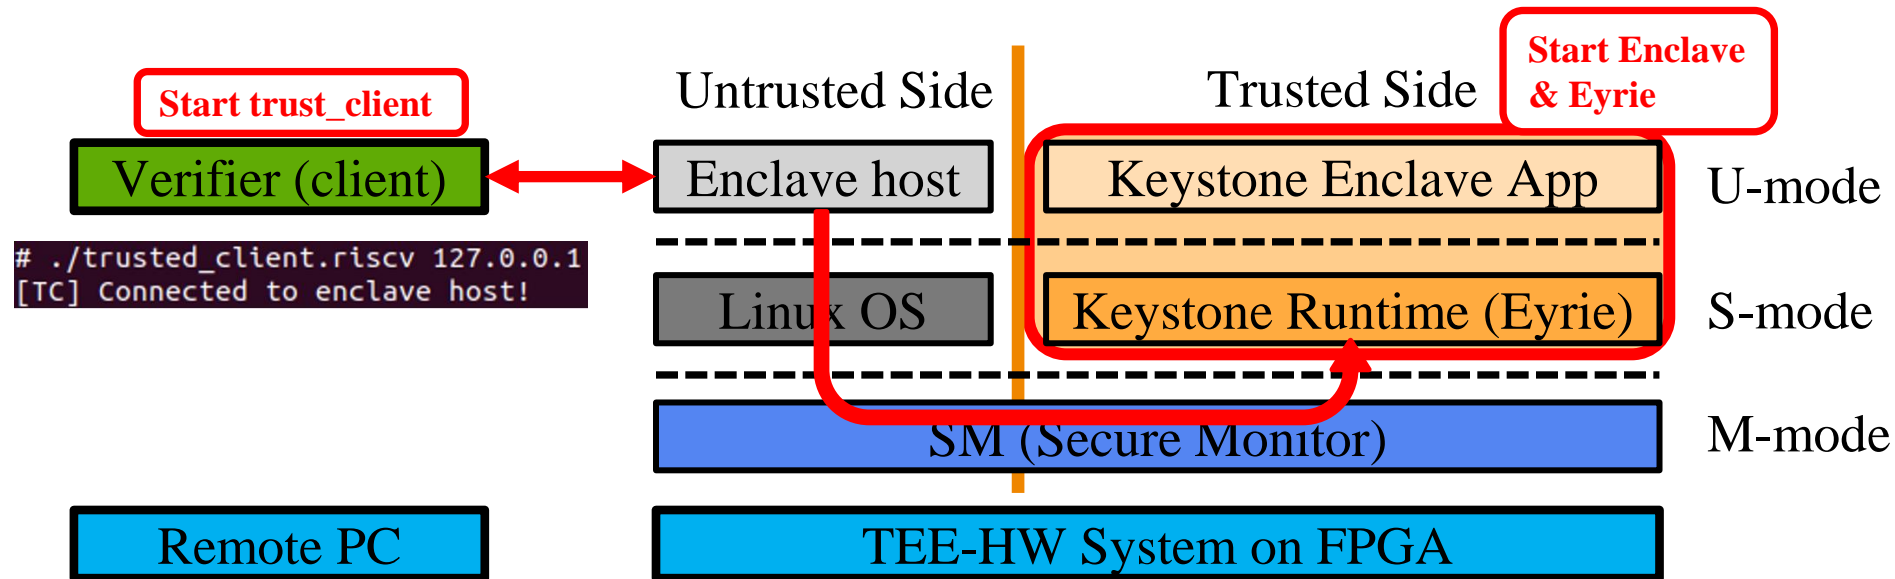 Start trust_client
Untrusted Side
Trusted Side
Start Enclave
& Eyrie
Verifier (client)
Enclave host
Keystone Enclave App
U-mode
# ./trusted_client.riscv 127.0.0.1
[TC] Connected to enclave host!
Linux OS
Keystone Runtime (Eyrie)
S-mode
SM (Secure Monitor)
M-mode
Remote PC
TEE-HW System on FPGA